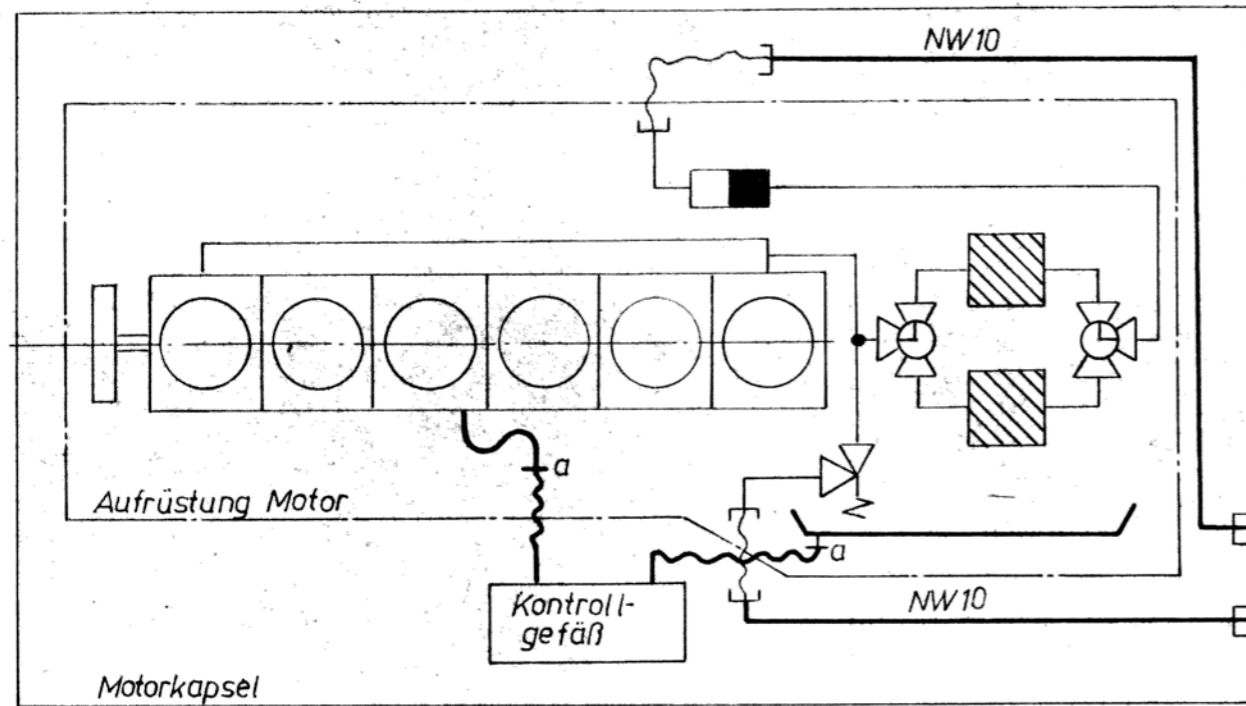 NW10
a
Aufrüstung Motor
a
Kontroll-
gefäß
NW10
Motorkapsel